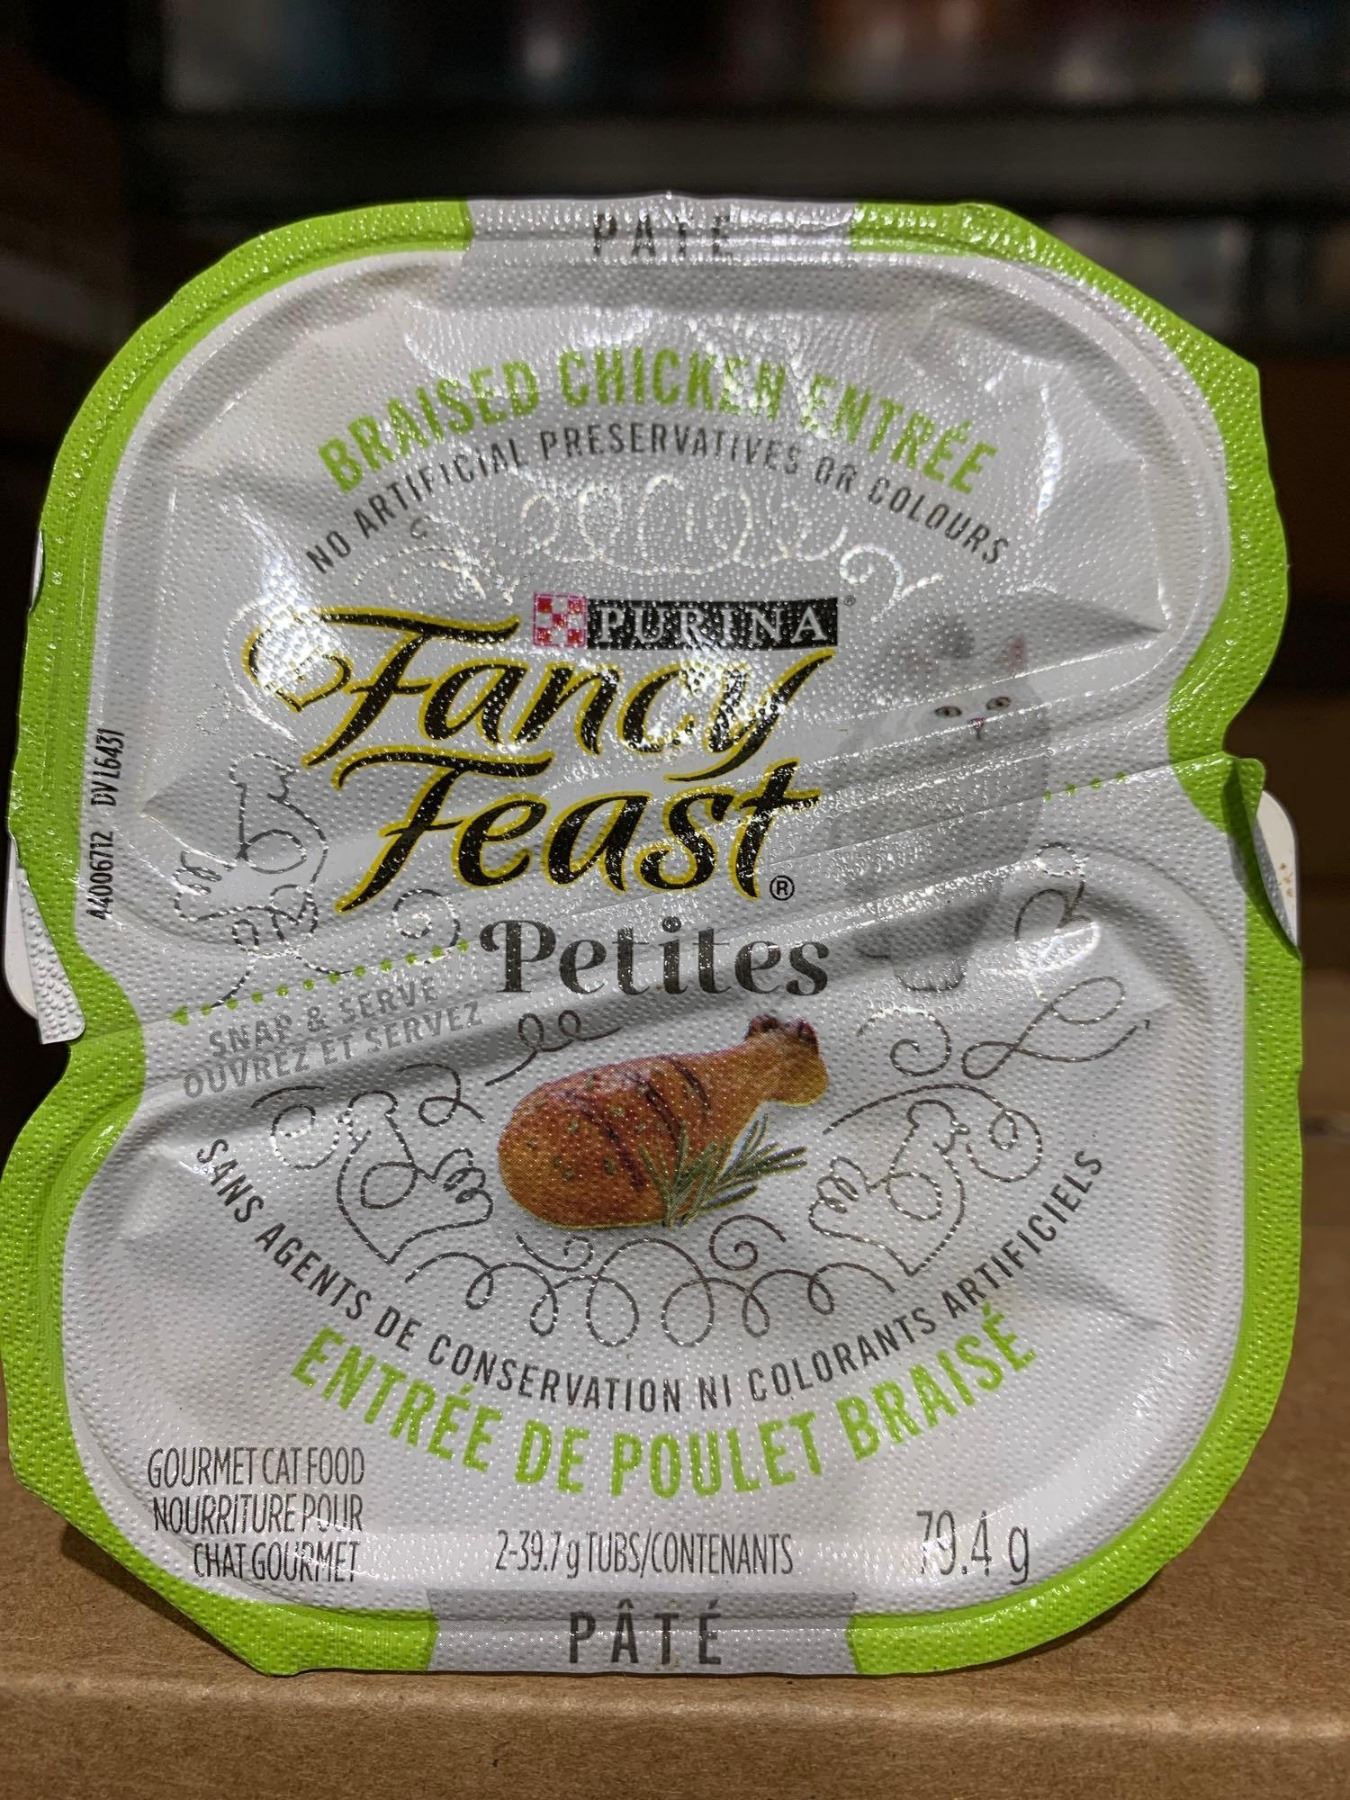 PATÉ
BRAISED CHICKEN ENTRÉE
NO ARTIFICIAL PRESERVATIVES OR COLOURS
PURINA®
Fancy
Feast®
Petites
44006712 DVL6431
SNAP & SERVE
OUVREZ ET SERVEZ
SANS AGENTS DE CONSERVATION NI COLORANTS ARTIFICIELS
ENTRÉE DE POULET BRAISÉ
GOURMET CAT FOOD
NOURRITURE POUR
CHAT GOURMET
2-39.7 g TUBS/CONTENANTS
79.4 g
PÂTÉ